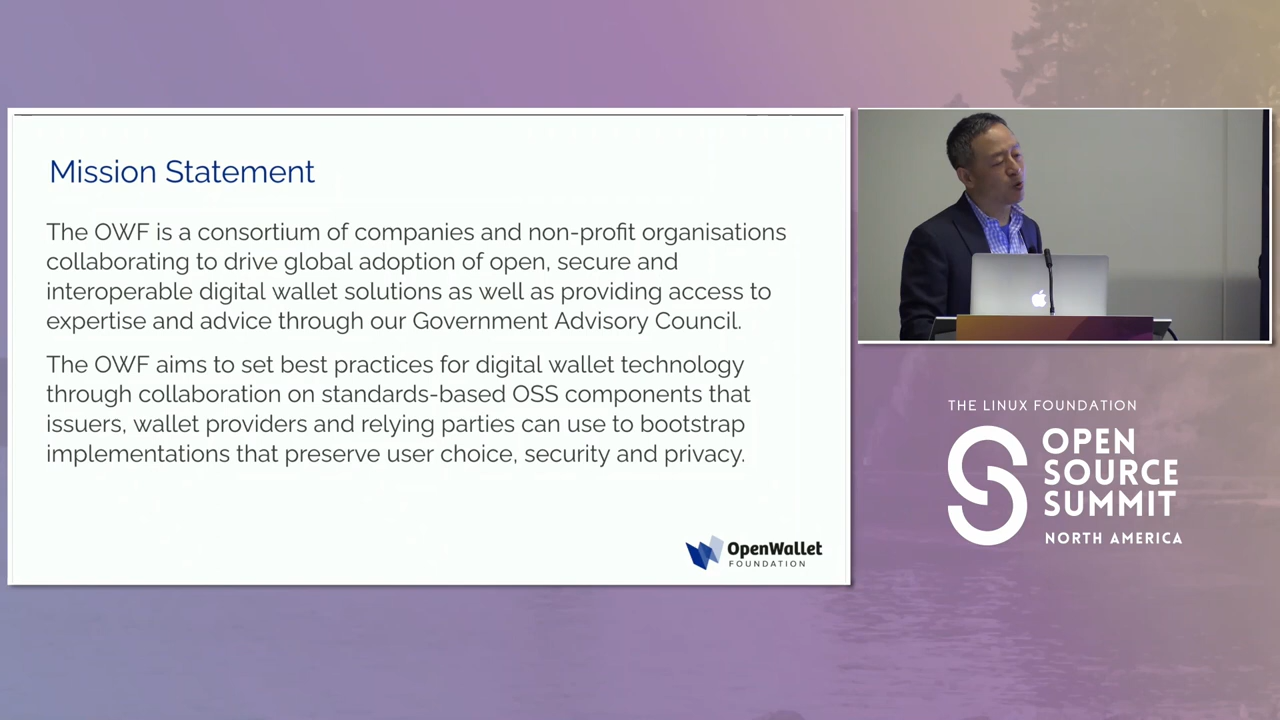 Mission Statement
The OWF is a consortium of companies and non-profit organisations
collaborating to drive global adoption of open, secure and
interoperable digital wallet solutions as well as providing access to
expertise and advice through our Government Advisory Council.
The OWF aims to set best practices for digital wallet technology
through collaboration on standards-based OSS components that
issuers, wallet providers and relying parties can use to bootstrap
implementations that preserve user choice, security and privacy.
OpenWallet
FOUNDATION
THE LINUX FOUNDATION
OPEN
SOURCE
SUMMIT
NORTH AMERICA